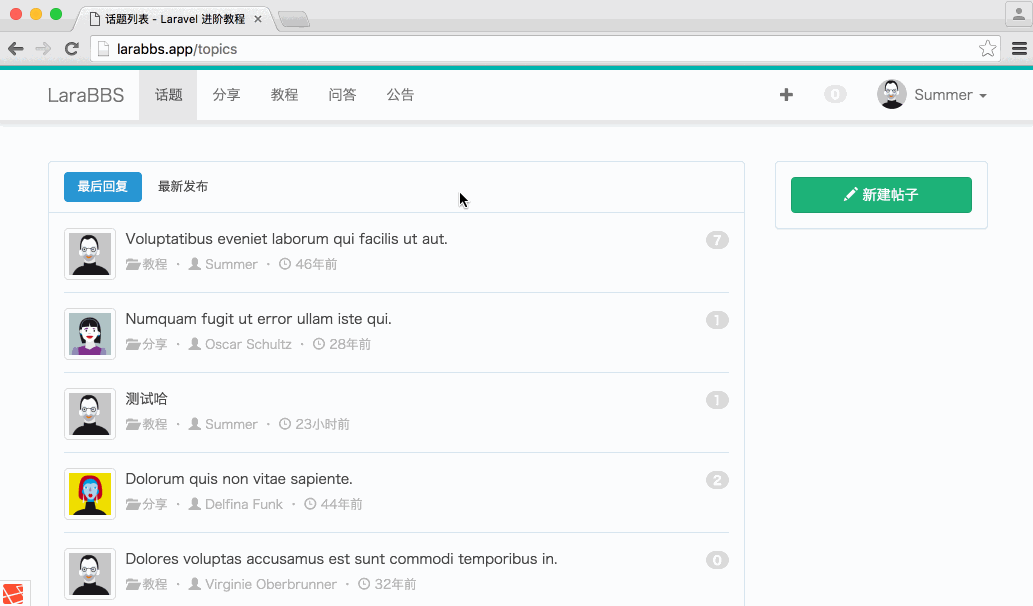 话题列表 - Laravel 进阶教程
larabbs.app/topics
LaraBBS 话题 分享 教程 问答 公告 0 Summer
最后回复 最新发布
新建帖子
Voluptatibus eveniet laborum qui facilis ut aut. 7
教程 · Summer · 46年前
Numquam fugit ut error ullam iste qui. 1
分享 · Oscar Schultz · 28年前
测试哈 1
教程 · Summer · 23小时前
Dolorum quis non vitae sapiente. 2
分享 · Delfina Funk · 44年前
Dolores voluptas accusamus est sunt commodi temporibus in. 0
教程 · Virginie Oberbrunner · 32年前